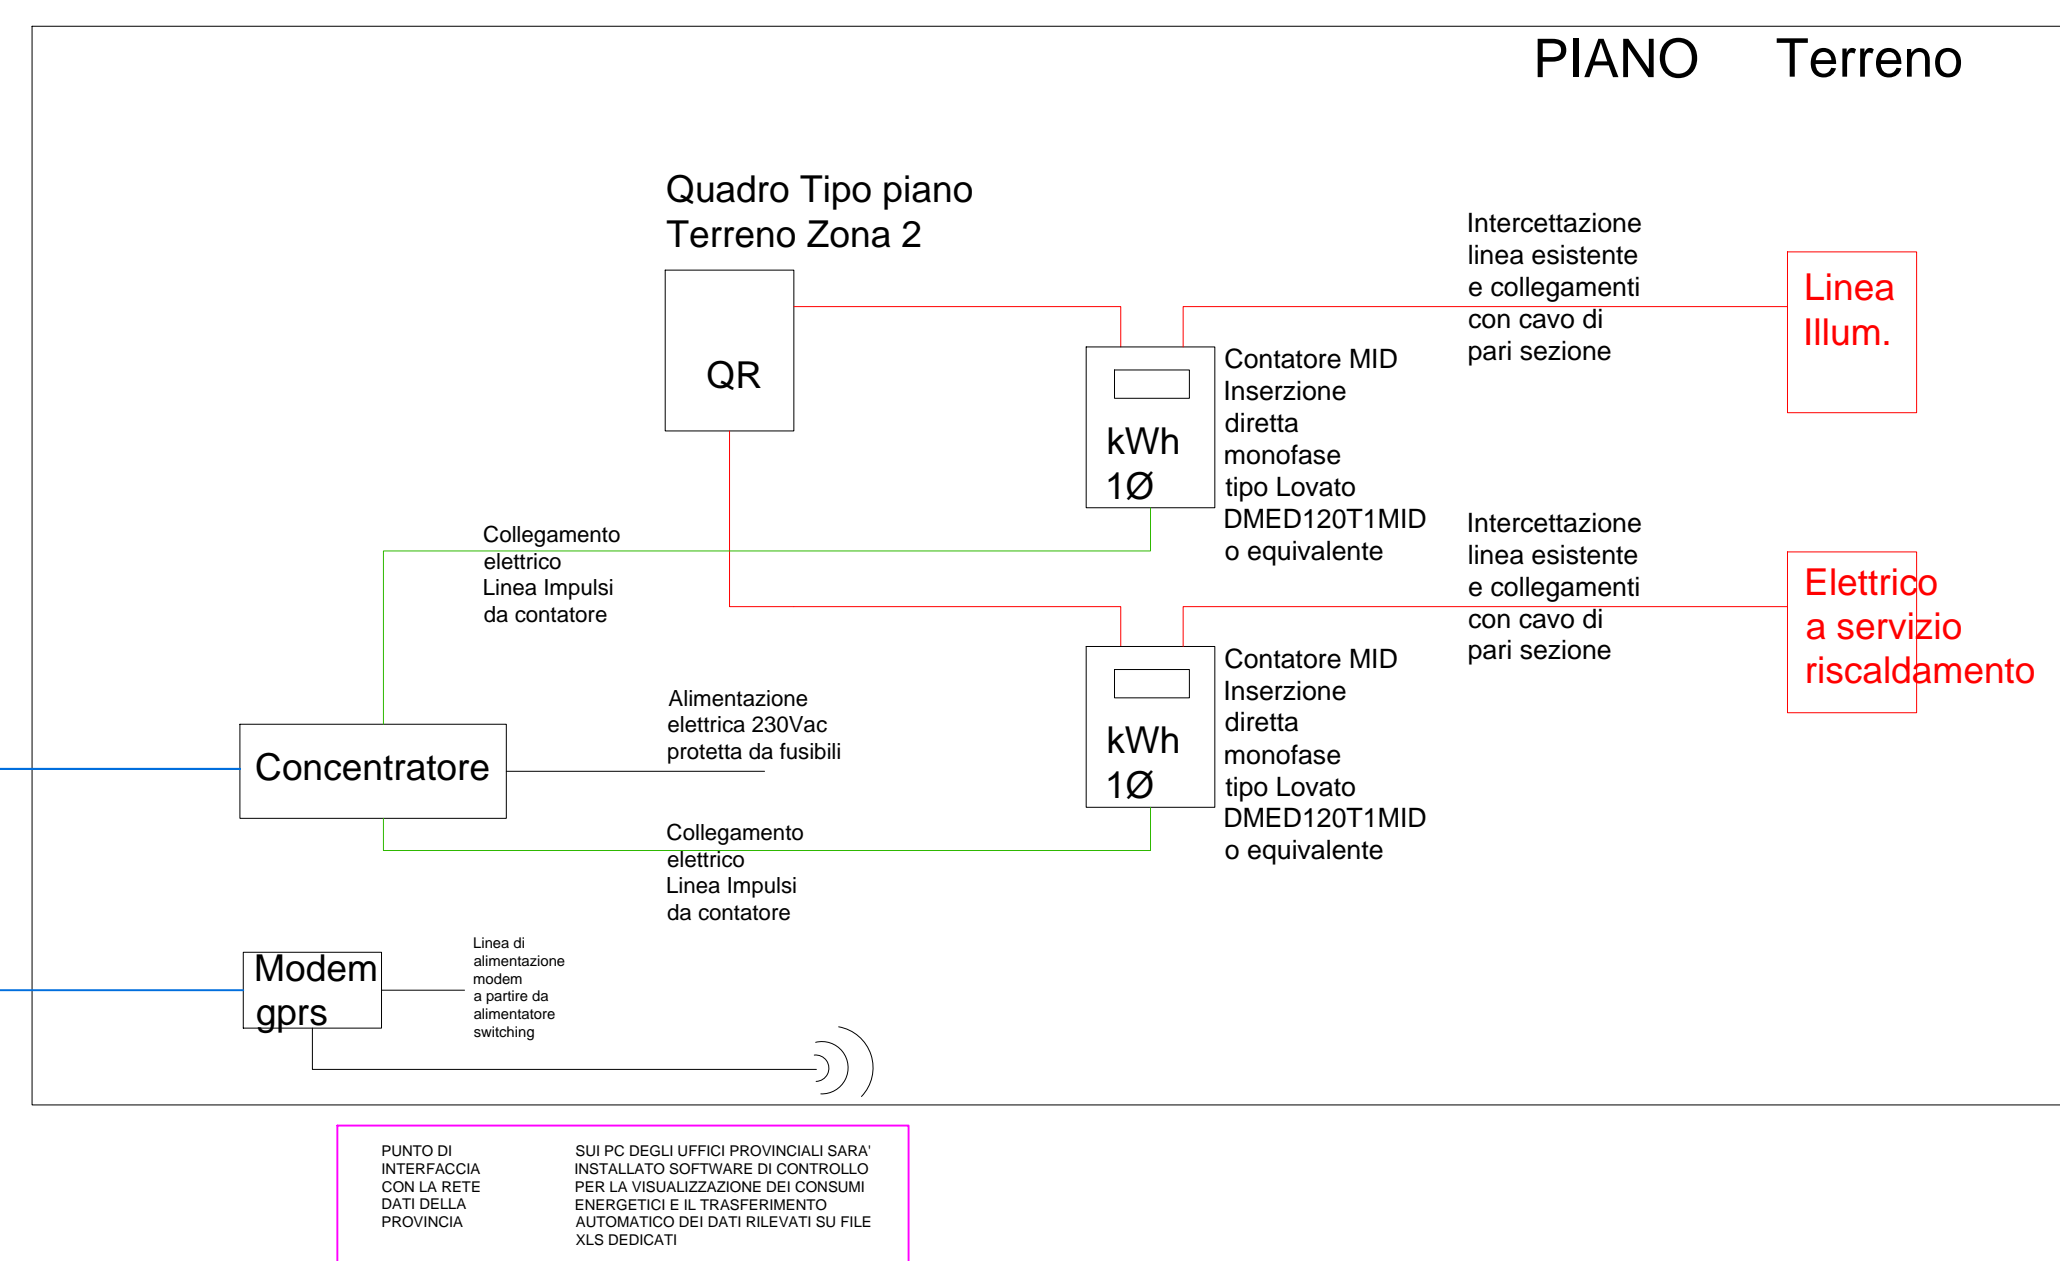 PIANO Terreno
Quadro Tipo piano
Terreno Zona 2
QR
Intercettazione
linea esistente
e collegamenti
con cavo di
pari sezione
Linea
Illum.
kWh
1Ø
Contatore MID
Inserzione
diretta
monofase
tipo Lovato
DMED120T1MID
o equivalente
Collegamento
elettrico
Linea Impulsi
da contatore
Intercettazione
linea esistente
e collegamenti
con cavo di
pari sezione
Elettrico
a servizio
riscaldamento
kWh
1Ø
Contatore MID
Inserzione
diretta
monofase
tipo Lovato
DMED120T1MID
o equivalente
Concentratore
Alimentazione
elettrica 230Vac
protetta da fusibili
Collegamento
elettrico
Linea Impulsi
da contatore
Modem
gprs
Linea di
alimentazione
modem
a partire da
alimentatore
switching
PUNTO DI
INTERFACCIA
CON LA RETE
DATI DELLA
PROVINCIA
SUI PC DEGLI UFFICI PROVINCIALI SARA'
INSTALLATO SOFTWARE DI CONTROLLO
PER LA VISUALIZZAZIONE DEI CONSUMI
ENERGETICI E IL TRASFERIMENTO
AUTOMATICO DEI DATI RILEVATI SU FILE
XLS DEDICATI